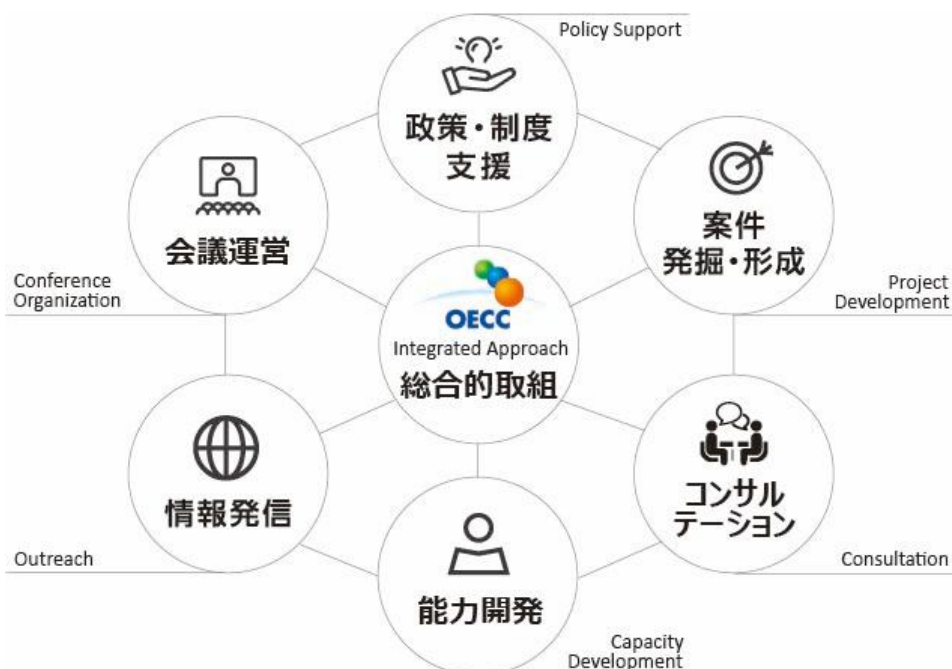 Policy Support
政策・制度
支援
会議運営
案件
発掘・形成
Conference
Organization
Project
Development
OECC
Integrated Approach
総合的取組
情報発信
コンサル
テーション
Outreach
Consultation
能力開発
Capacity
Development